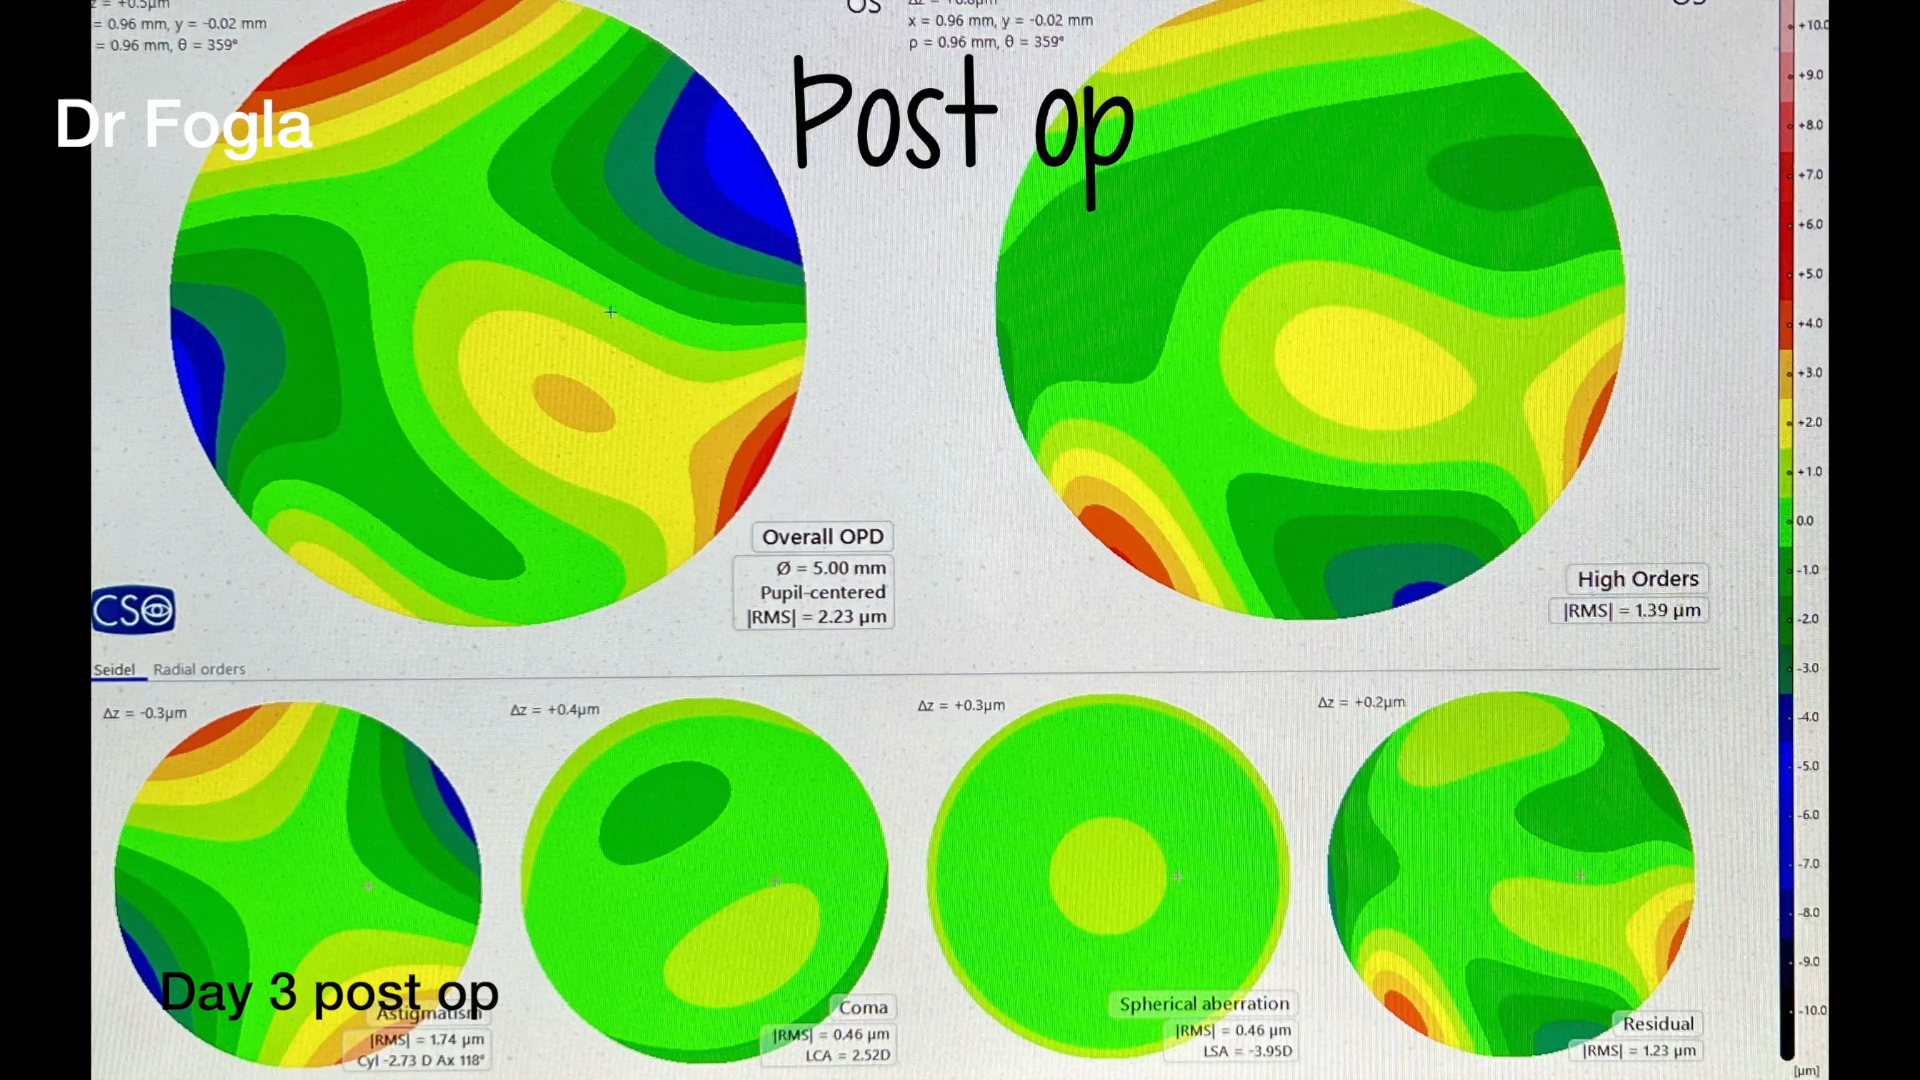 z = +0.5µm
= 0.96 mm, y = -0.02 mm
= 0.96 mm, θ = 359°
OS
x = 0.96 mm, y = -0.02 mm
ρ = 0.96 mm, θ = 359°
Dr Fogla
Post op
Overall OPD
Ø = 5.00 mm
Pupil-centered
|RMS| = 2.23 µm
High Orders
|RMS| = 1.39 µm
CSO
Seidel Radial orders
Δz = -0.3µm
Δz = +0.4µm
Δz = +0.3µm
Δz = +0.2µm
Day 3 post op
Astigmatism
|RMS| = 1.74 µm
Cyl -2.73 D Ax 118°
Coma
|RMS| = 0.46 µm
LCA = 2.52D
Spherical aberration
|RMS| = 0.46 µm
LSA = -3.95D
Residual
|RMS| = 1.23 µm
+10.0
+9.0
+8.0
+7.0
+6.0
+5.0
+4.0
+3.0
+2.0
+1.0
0.0
-1.0
-2.0
-3.0
-4.0
-5.0
-6.0
-7.0
-8.0
-9.0
-10.0
[µm]